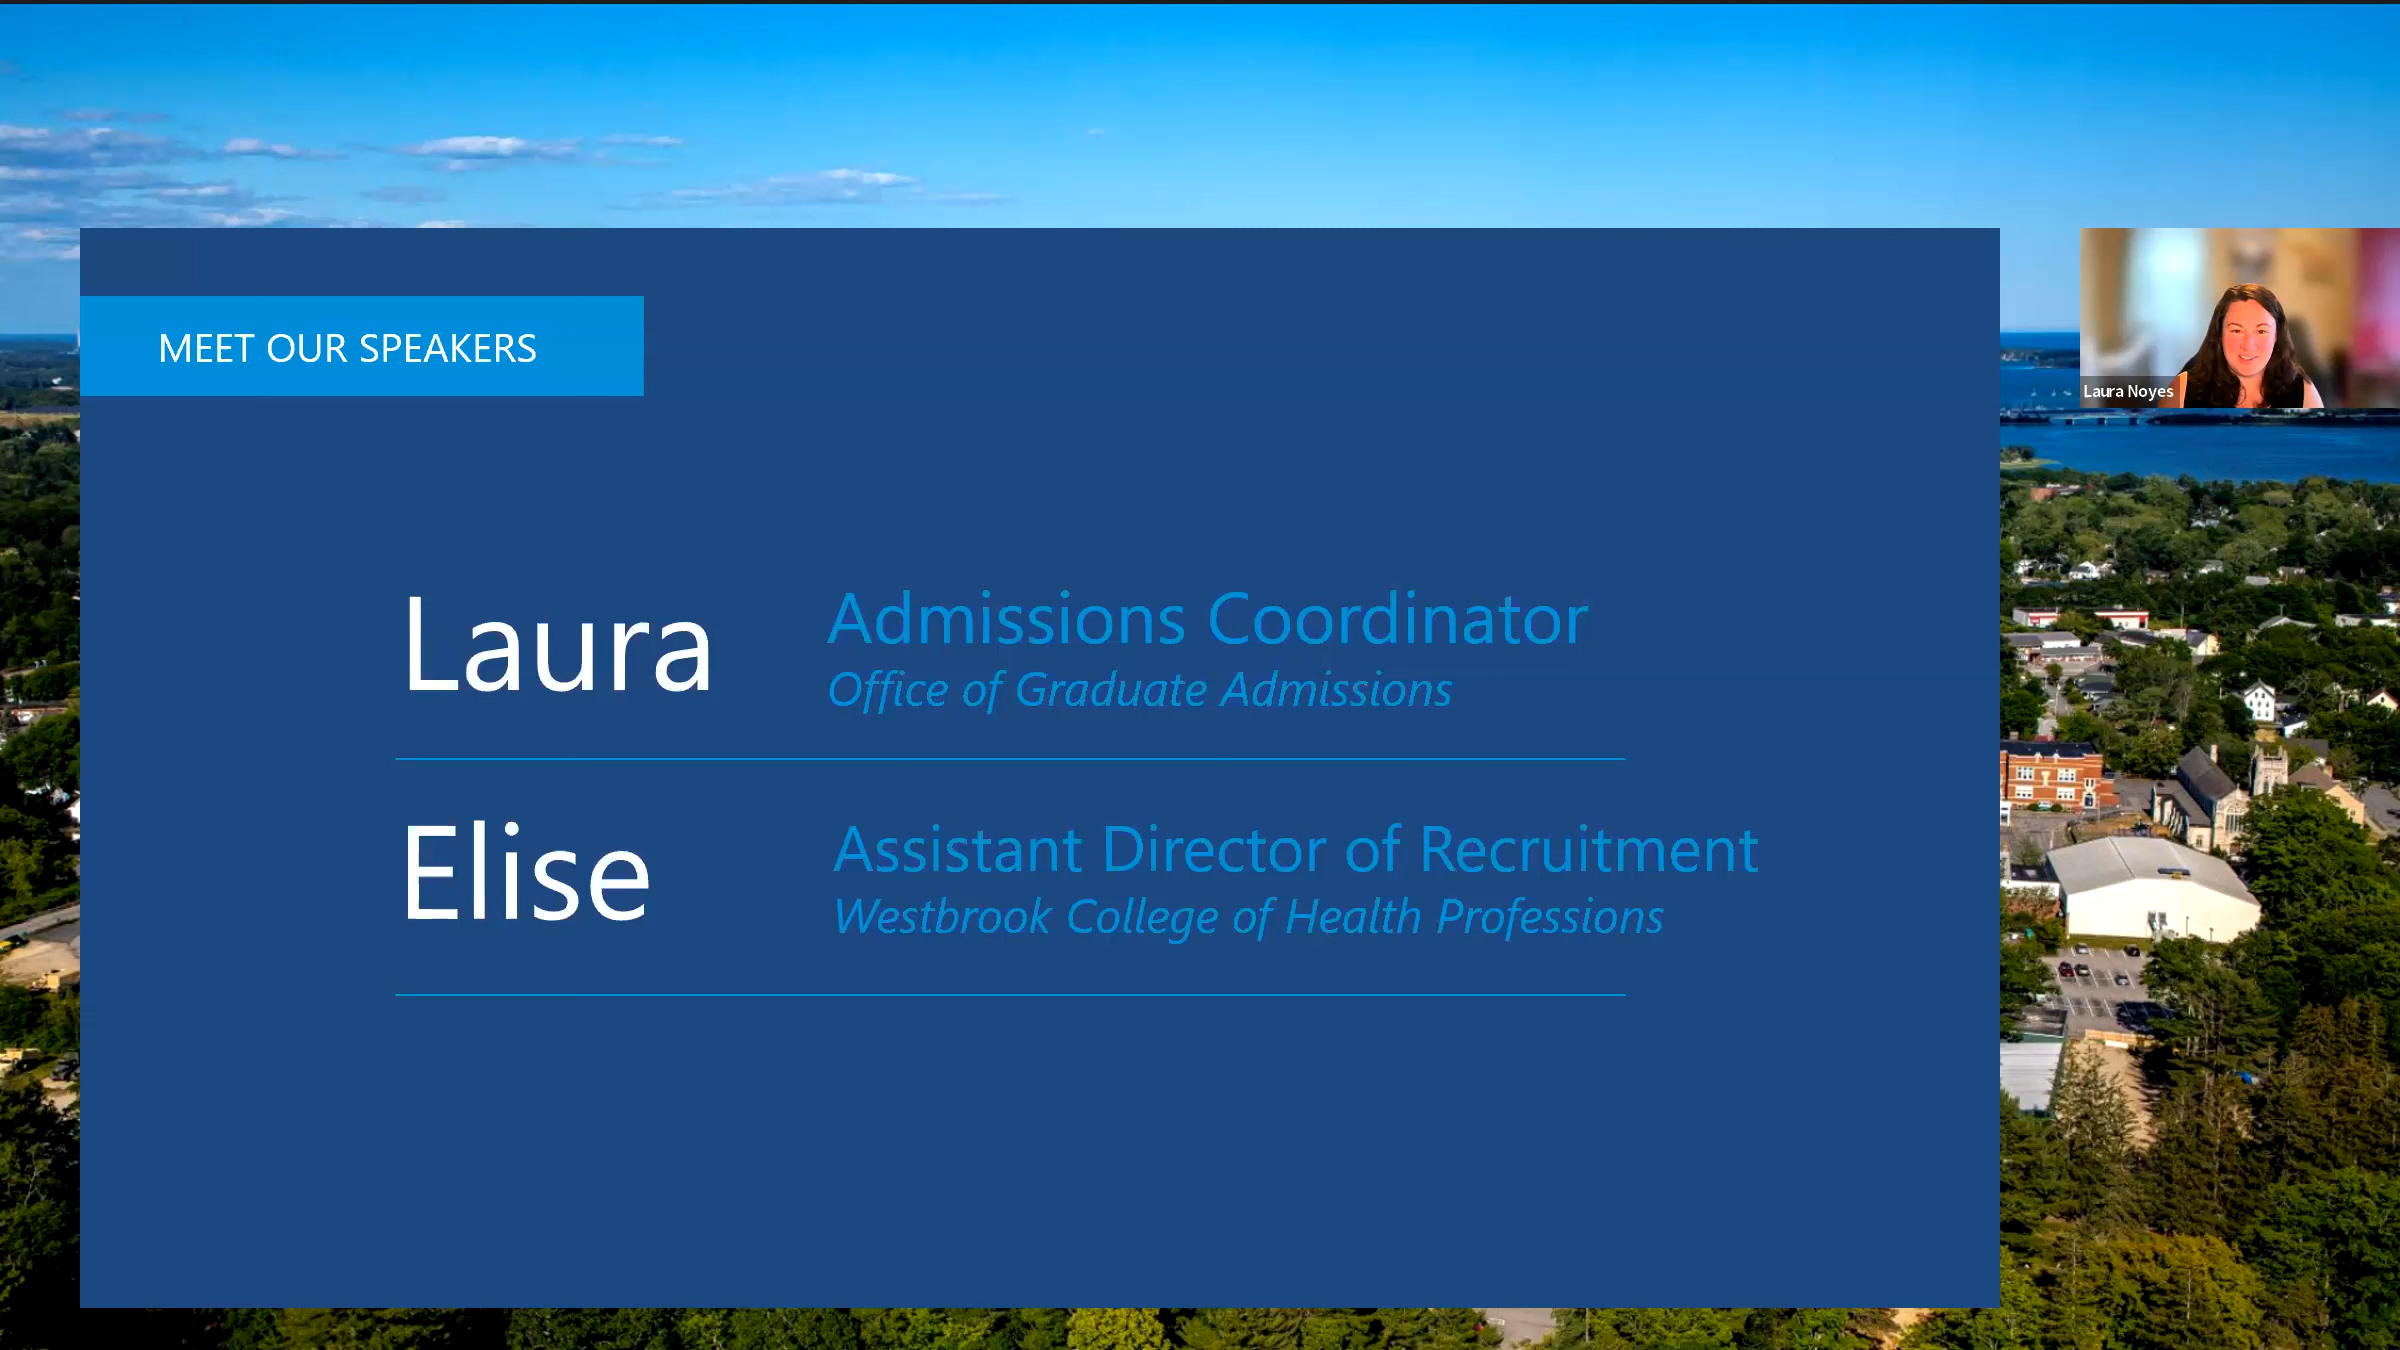 MEET OUR SPEAKERS
Laura Noyes
Laura
Admissions Coordinator
Office of Graduate Admissions
Elise
Assistant Director of Recruitment
Westbrook College of Health Professions